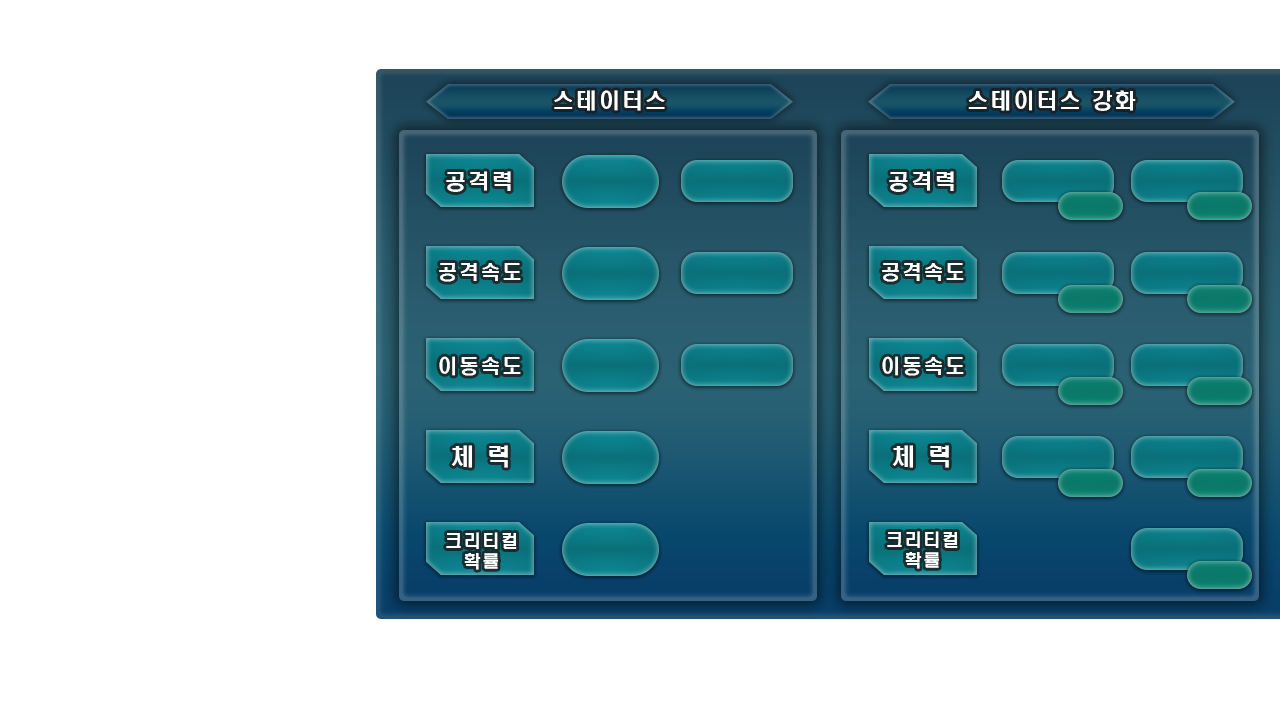 스테이터스
공격력
공격속도
이동속도
체 력
크리티컬
확률
스테이터스 강화
공격력
공격속도
이동속도
체 력
크리티컬
확률